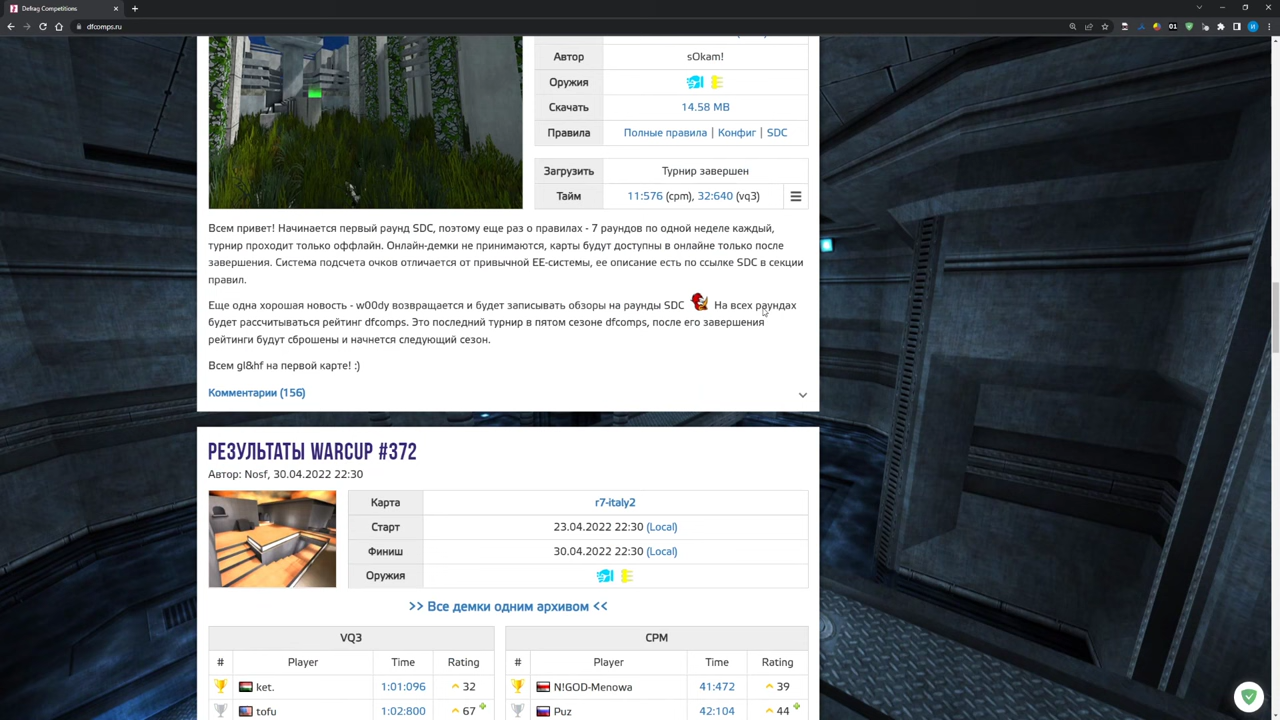 Defrag Competitions
dfcomps.ru
Автор sOkam!
Оружия
Скачать 14.58 MB
Правила Полные правила | Конфиг | SDC
Загрузить Турнир завершен
Тайм 11:576 (cpm), 32:640 (vq3)
Всем привет! Начинается первый раунд SDC, поэтому еще раз о правилах - 7 раундов по одной неделе каждый,
турнир проходит только оффлайн. Онлайн-демки не принимаются, карты будут доступны в онлайне только после
завершения. Система подсчета очков отличается от привычной EE-системы, ее описание есть по ссылке SDC в секции
правил.
Еще одна хорошая новость - w00dy возвращается и будет записывать обзоры на раунды SDC На всех раундах
будет рассчитываться рейтинг dfcomps. Это последний турнир в пятом сезоне dfcomps, после его завершения
рейтинги будут сброшены и начнется следующий сезон.
Всем gl&hf на первой карте! :)
Комментарии (156)
РЕЗУЛЬТАТЫ WARCUP #372
Автор: Nosf, 30.04.2022 22:30
Карта r7-italy2
Старт 23.04.2022 22:30 (Local)
Финиш 30.04.2022 22:30 (Local)
Оружия
>> Все демки одним архивом <<
VQ3 CPM
# Player Time Rating # Player Time Rating
ket. 1:01:096 32 N!GOD-Menowa 41:472 39
tofu 1:02:800 67 Puz 42:104 44